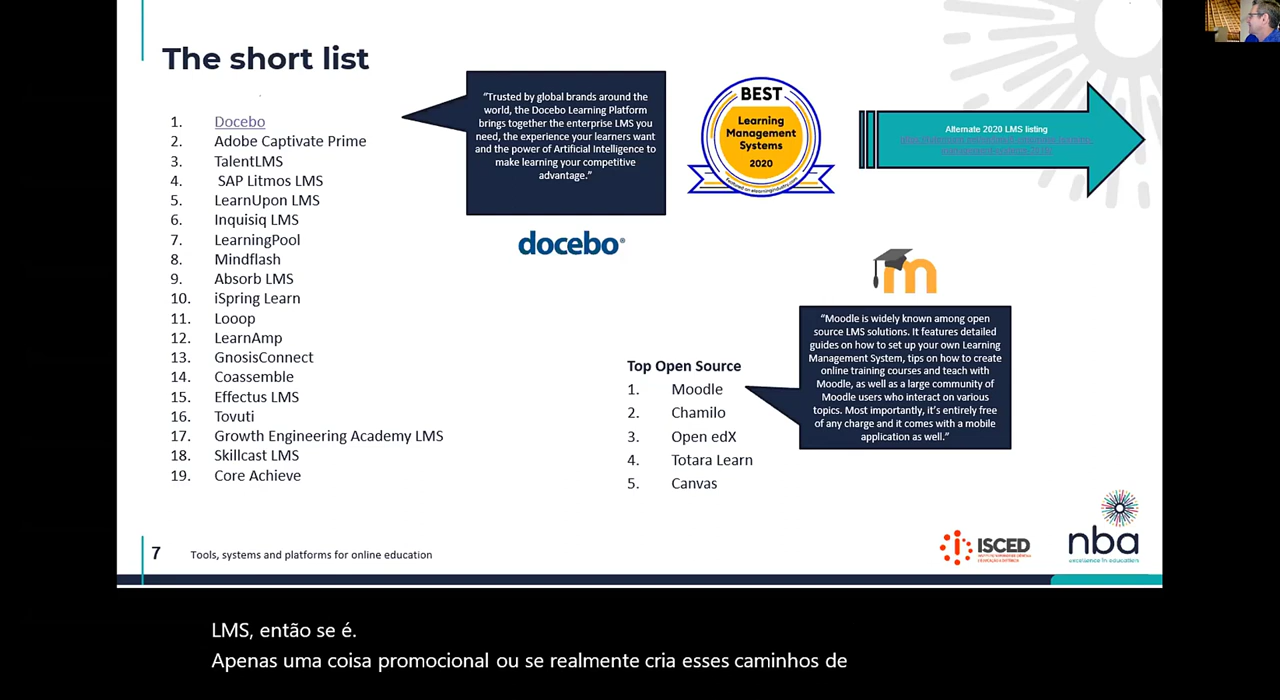 The short list
1. Docebo
2. Adobe Captivate Prime
3. TalentLMS
4. SAP Litmos LMS
5. LearnUpon LMS
6. Inquisiq LMS
7. LearningPool
8. Mindflash
9. Absorb LMS
10. iSpring Learn
11. Looop
12. LearnAmp
13. GnosisConnect
14. Coassemble
15. Effectus LMS
16. Tovuti
17. Growth Engineering Academy LMS
18. Skillcast LMS
19. Core Achieve
“Trusted by global brands around the
world, the Docebo Learning Platform
brings together the enterprise LMS you
need, the experience your learners want
and the power of Artificial Intelligence to
make learning your competitive
advantage.”
docebo®
BEST
Learning
Management
Systems
2020
Featured on elearningindustry.com
Alternate 2020 LMS listing
m
“Moodle is widely known among open
source LMS solutions. It features detailed
guides on how to set up your own Learning
Management System, tips on how to create
online training courses and teach with
Moodle, as well as a large community of
Moodle users who interact on various
topics. Most importantly, it’s entirely free
of any charge and it comes with a mobile
application as well.”
Top Open Source
1. Moodle
2. Chamilo
3. Open edX
4. Totara Learn
5. Canvas
7
Tools, systems and platforms for online education
ISCED
nba
excellence in education
LMS, então se é.
Apenas uma coisa promocional ou se realmente cria esses caminhos de